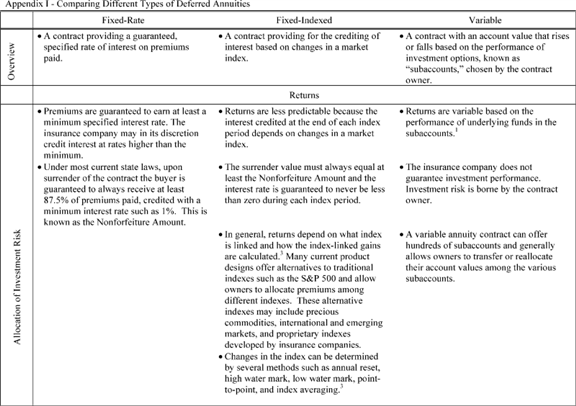 Appendix I - Comparing Different Types of Deferred Annuities
Fixed-Rate
Fixed-Indexed
Variable
Overview
• A contract providing a guaranteed,
specified rate of interest on premiums
paid.
• A contract providing for the crediting of
interest based on changes in a market
index.
• A contract with an account value that rises
or falls based on the performance of
investment options, known as
“subaccounts,” chosen by the contract
owner.
Returns
Allocation of Investment Risk
• Premiums are guaranteed to earn at least a
minimum specified interest rate. The
insurance company may in its discretion
credit interest at rates higher than the
minimum.
• Under most current state laws, upon
surrender of the contract the buyer is
guaranteed to always receive at least
87.5% of premiums paid, credited with a
minimum interest rate such as 1%. This is
known as the Nonforfeiture Amount.
• Returns are less predictable because the
interest credited at the end of each index
period depends on changes in a market
index.
• The surrender value must always equal at
least the Nonforfeiture Amount and the
interest rate is guaranteed to never be less
than zero during each index period.
• In general, returns depend on what index
is linked and how the index-linked gains
are calculated.³ Many current product
designs offer alternatives to traditional
indexes such as the S&P 500 and allow
owners to allocate premiums among
different indexes. These alternative
indexes may include precious
commodities, international and emerging
markets, and proprietary indexes
developed by insurance companies.
• Changes in the index can be determined
by several methods such as annual reset,
high water mark, low water mark, point-
to-point, and index averaging.³
• Returns are variable based on the
performance of underlying funds in the
subaccounts.¹
• The insurance company does not
guarantee investment performance.
Investment risk is borne by the contract
owner.
• A variable annuity contract can offer
hundreds of subaccounts and generally
allows owners to transfer or reallocate
their account values among the various
subaccounts.